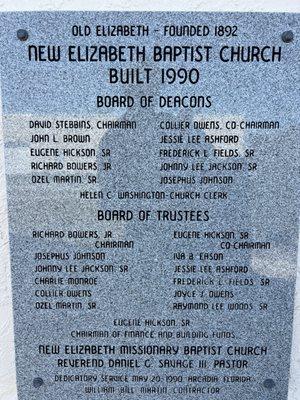 OLD ELIZABETH - FOUNDED 1892
NEW ELIZABETH BAPTIST CHURCH
BUILT 1990
BOARD OF DEACONS
DAVID STEBBINS, CHAIRMAN COLLIER OWENS, CO-CHAIRMAN
JOHN L. BROWN JESSIE LEE ASHFORD
EUGENE HICKSON, SR FREDERICK L. FIELDS, SR
RICHARD BOWERS, JR JOHNNY LEE JACKSON, SR
OZEL MARTIN, SR JOSEPHUS JOHNSON
HELEN C. WASHINGTON-CHURCH CLERK
BOARD OF TRUSTEES
RICHARD BOWERS, JR EUGENE HICKSON, SR
CHAIRMAN CO-CHAIRMAN
JOSEPHUS JOHNSON IVA B. EASON
JOHNNY LEE JACKSON, SR JESSIE LEE ASHFORD
CHARLIE MONROE FREDERICK L. FIELDS, SR
COLLIER OWENS JOYCE J. OWENS
OZEL MARTIN, SR RAYMOND LEE WOODS, SR
EUGENE HICKSON, SR
CHAIRMAN OF FINANCE AND BUILDING FUNDS
NEW ELIZABETH MISSIONARY BAPTIST CHURCH
REVEREND DANIEL G. SAVAGE III, PASTOR
DEDICATORY SERVICE MAY 20, 1990 ARCADIA, FLORIDA
WILLIAM "BILL" MARTIN CONTRACTOR